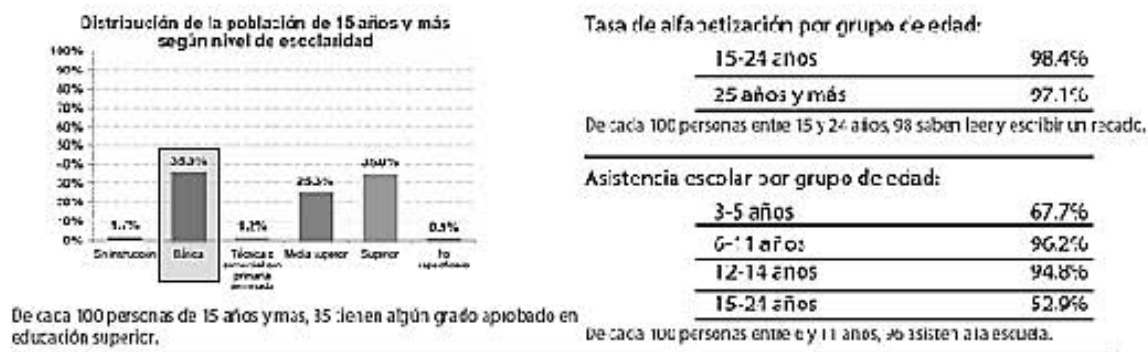 Distribución de la población de 15 años y más
según nivel de escolaridad
100%
90%
80%
70%
60%
50%
40%
30%
20%
10%
0%
35.0%
25.3%
0.2%
0.5%
Sin instrucción
Básica
Técnica o
primaria
Media superior
Superior
No
especificado
De cada 100 personas de 15 años y más, 35 tienen algún grado aprobado en
educación superior.
Tasa de alfabetización por grupo de edad:
15-24 años 98.4%
25 años y más 97.1%
De cada 100 personas entre 15 y 24 años, 98 saben leer y escribir un recado.
Asistencia escolar por grupo de edad:
3-5 años 67.7%
6-11 años 96.2%
12-14 años 94.8%
15-24 años 52.9%
De cada 100 personas entre 6 y 11 años, 96 asisten a la escuela.